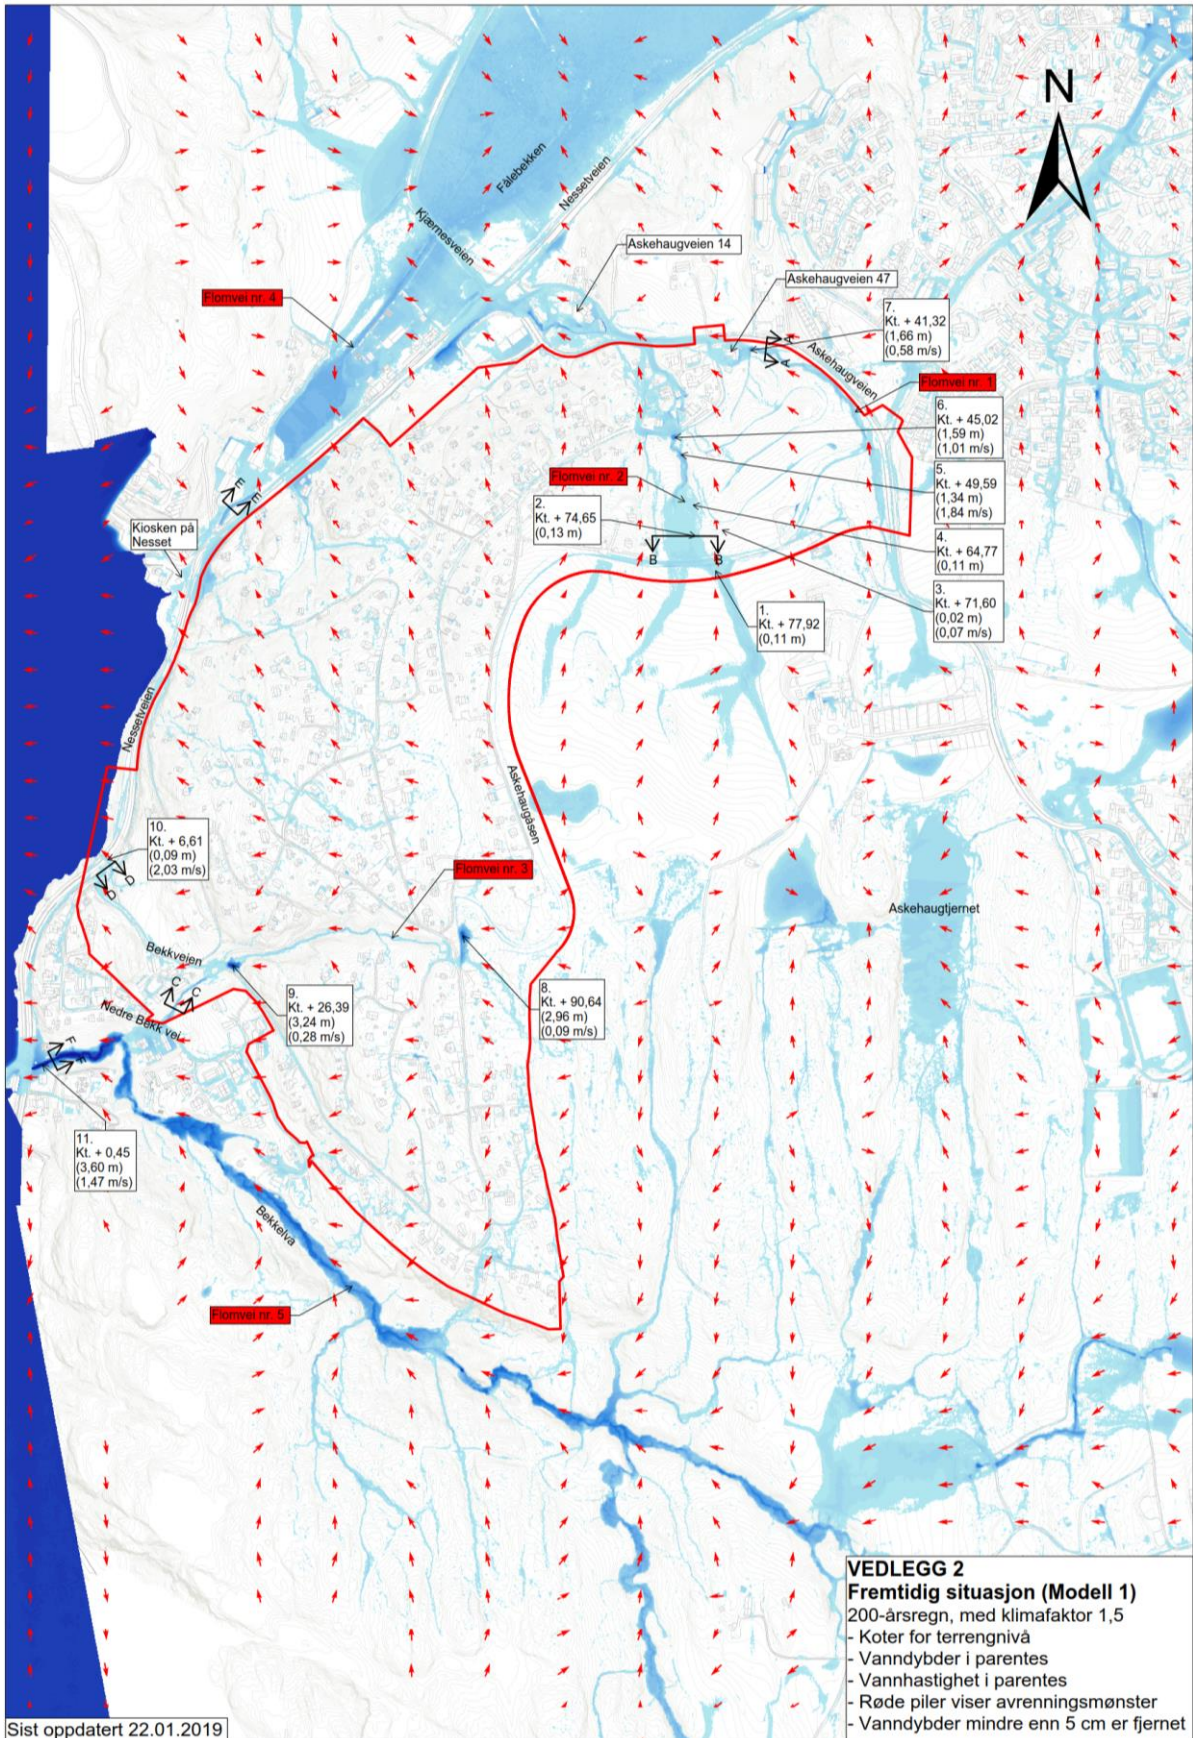 N
Fålebekken
Nessetveien
Kjærnesveien
Askehaugveien 14
Flomvei nr. 4
Askehaugveien 47
7.
Kt. + 41,32
(1,66 m)
(0,58 m/s)
A
A
Askehaugveien
Flomvei nr. 1
6.
Kt. + 45,02
(1,59 m)
(1,01 m/s)
Flomvei nr. 2
5.
Kt. + 49,59
(1,34 m)
(1,84 m/s)
2.
Kt. + 74,65
(0,13 m)
E
E
Kiosken på
Nesset
4.
Kt. + 64,77
(0,11 m)
B
B
3.
Kt. + 71,60
(0,02 m)
(0,07 m/s)
1.
Kt. + 77,92
(0,11 m)
Nessetveien
Askehaugåsen
10.
Kt. + 6,61
(0,09 m)
(2,03 m/s)
D
D
Flomvei nr. 3
Askehaugtjernet
Bekkveien
C
C
9.
Kt. + 26,39
(3,24 m)
(0,28 m/s)
8.
Kt. + 90,64
(2,96 m)
(0,09 m/s)
Nedre Bekk vei
F
F
11.
Kt. + 0,45
(3,60 m)
(1,47 m/s)
Bekkelva
Flomvei nr. 5
VEDLEGG 2
Fremtidig situasjon (Modell 1)
200-årsregn, med klimafaktor 1,5
- Koter for terrengnivå
- Vanndybder i parentes
- Vannhastighet i parentes
- Røde piler viser avrenningsmønster
- Vanndybder mindre enn 5 cm er fjernet
Sist oppdatert 22.01.2019